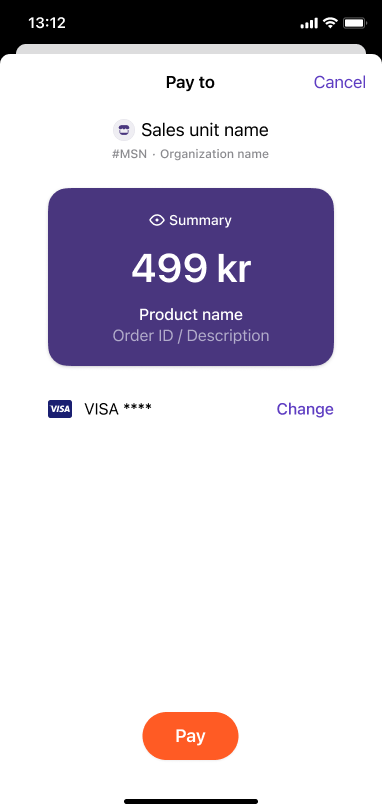 13:12
Pay to
Cancel
Sales unit name
#MSN · Organization name
Summary
499 kr
Product name
Order ID / Description
VISA VISA ****
Change
Pay